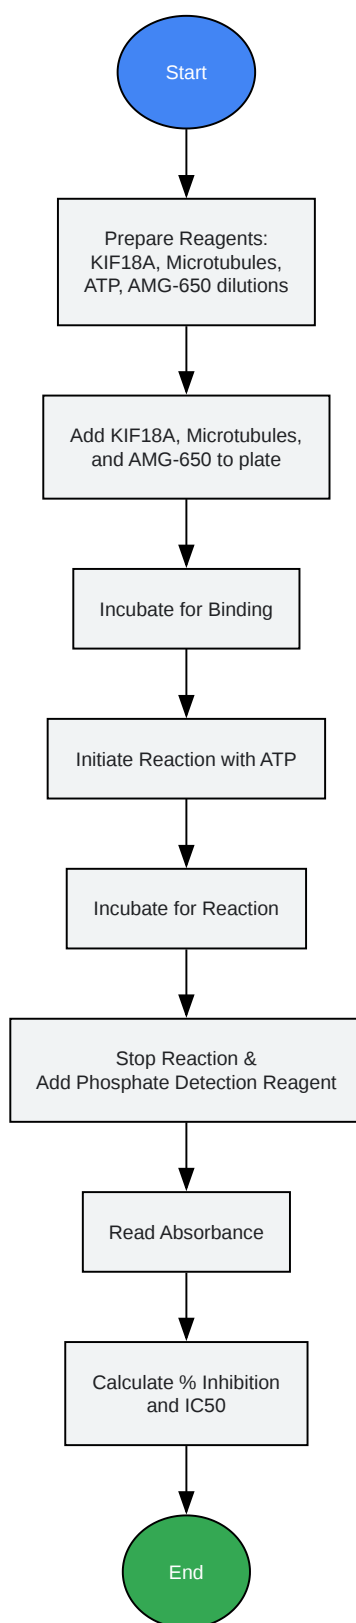 Start
Prepare Reagents:
KIF18A, Microtubules,
ATP, AMG-650 dilutions
Add KIF18A, Microtubules,
and AMG-650 to plate
Incubate for Binding
Initiate Reaction with ATP
Incubate for Reaction
Stop Reaction &
Add Phosphate Detection Reagent
Read Absorbance
Calculate % Inhibition
and IC50
End